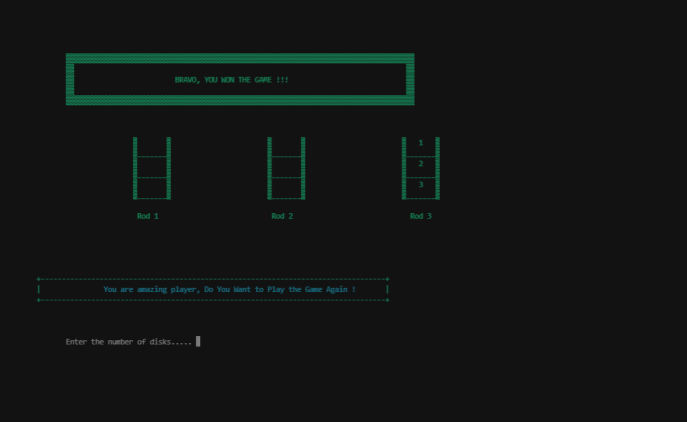 BRAVO, YOU WON THE GAME !!!
1
2
3
Rod 1 Rod 2 Rod 3
You are amazing player, Do You Want to Play the Game Again !
Enter the number of disks.....